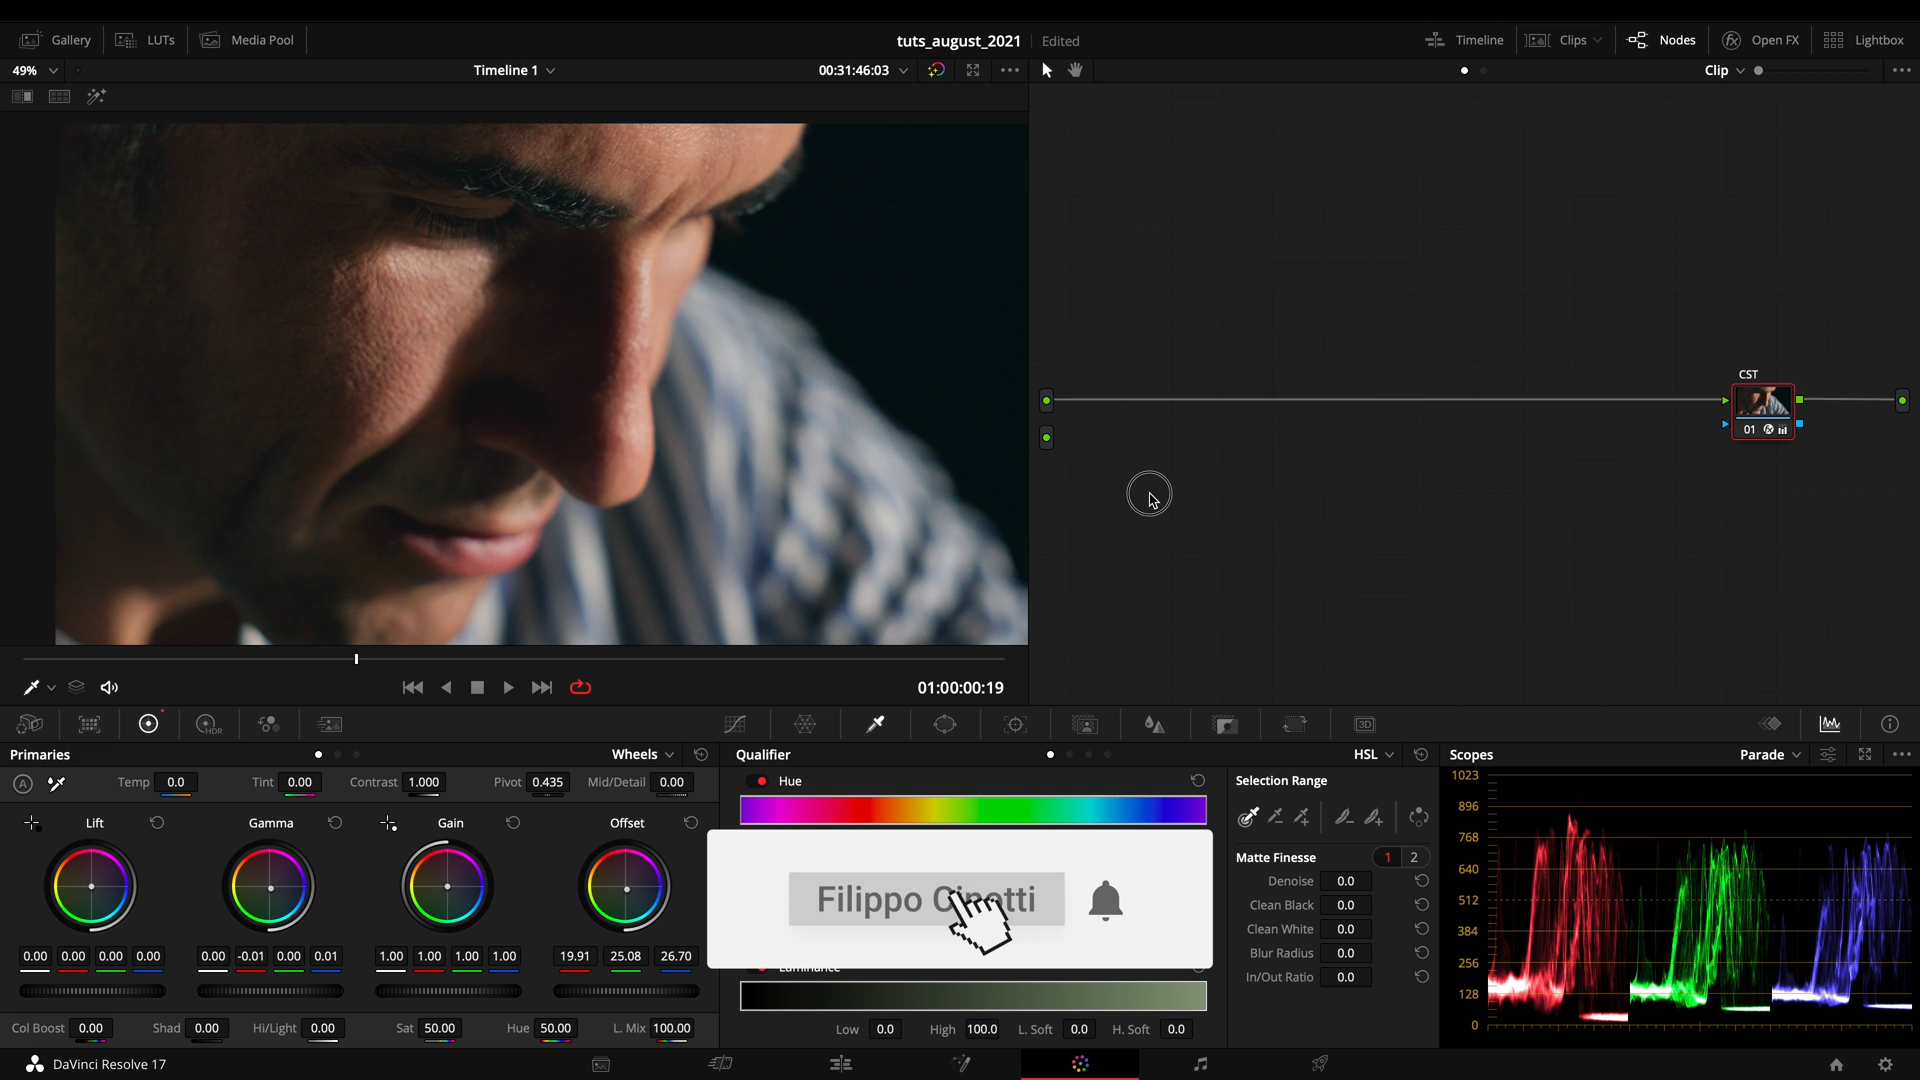 Gallery LUTs Media Pool tuts_august_2021 Edited Timeline Clips Nodes Open FX Lightbox
49% Timeline 1 00:31:46:03 Clip
CST
01
01:00:00:19
HDR 3D
Primaries Wheels Qualifier HSL Scopes Parade
A Temp 0.0 Tint 0.00 Contrast 1.000 Pivot 0.435 Mid/Detail 0.00
Hue
Selection Range
Lift Gamma Gain Offset
0.00 0.00 0.00 0.00 0.00 -0.01 0.00 0.01 1.00 1.00 1.00 1.00 19.91 25.08 26.70
Col Boost 0.00 Shad 0.00 Hi/Light 0.00 Sat 50.00 Hue 50.00 L. Mix 100.00
Filippo
Luminance
Low 0.0 High 100.0 L. Soft 0.0 H. Soft 0.0
Matte Finesse 1 2
Denoise 0.0
Clean Black 0.0
Clean White 0.0
Blur Radius 0.0
In/Out Ratio 0.0
1023
896
768
640
512
384
256
128
0
DaVinci Resolve 17